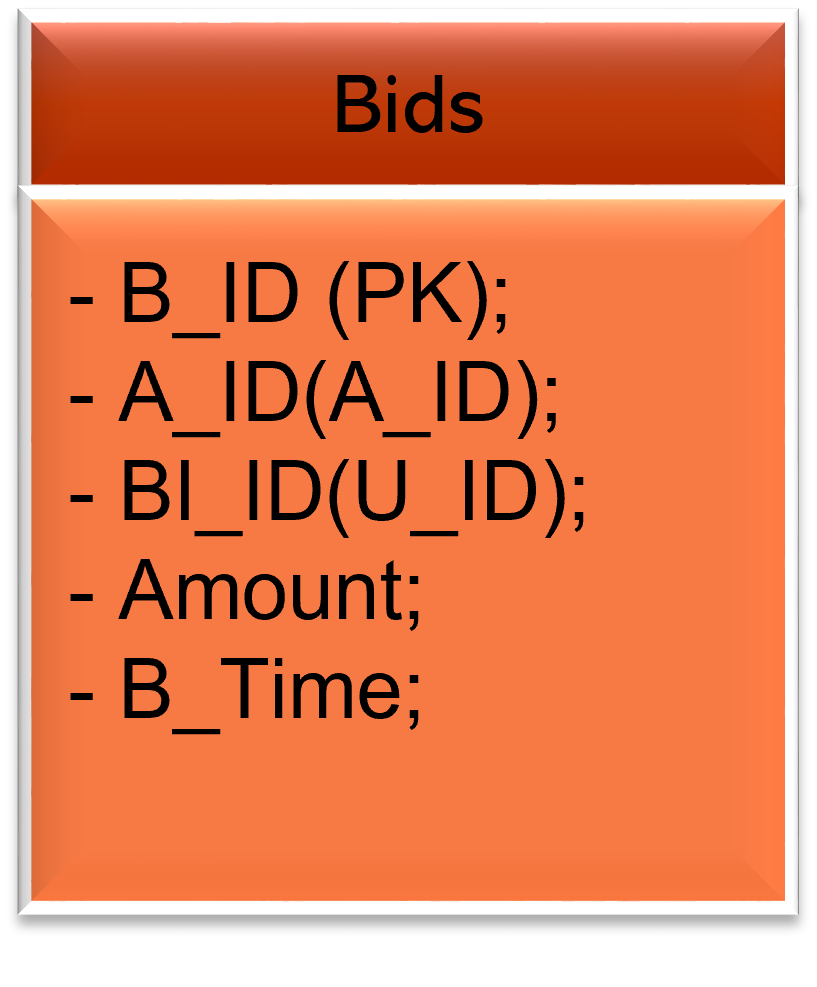 Bids
- B_ID (PK);
- A_ID(A_ID);
- BI_ID(U_ID);
- Amount;
- B_Time;